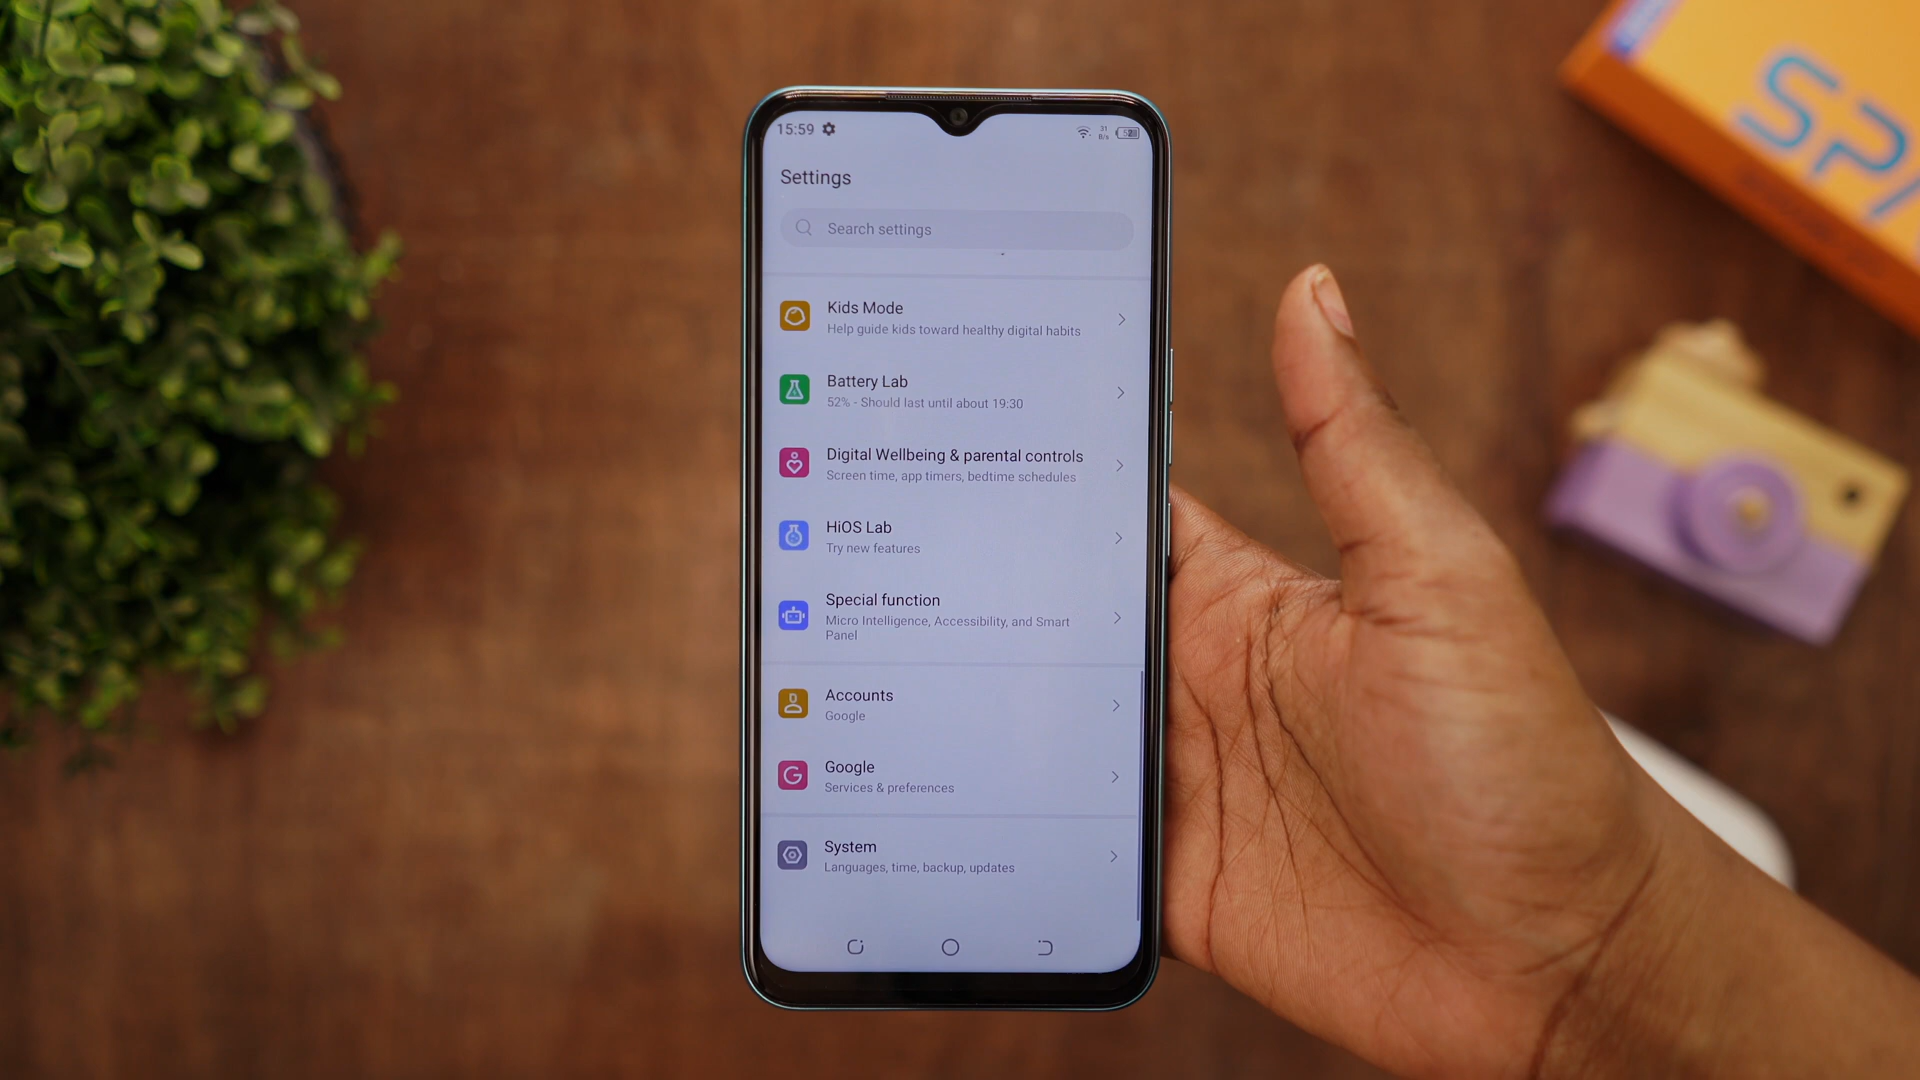 15:59
31
B/s
52
Settings
Search settings
Kids Mode
Help guide kids toward healthy digital habits
Battery Lab
52% - Should last until about 19:30
Digital Wellbeing & parental controls
Screen time, app timers, bedtime schedules
HiOS Lab
Try new features
Special function
Micro Intelligence, Accessibility, and Smart
Panel
Accounts
Google
Google
Services & preferences
System
Languages, time, backup, updates